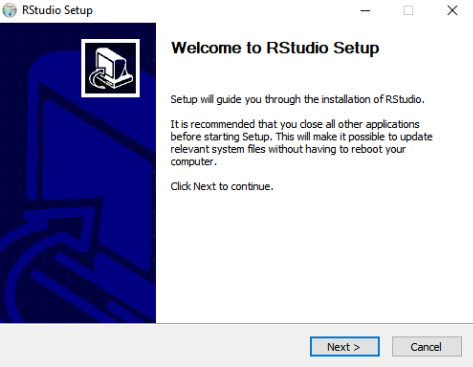 RStudio Setup
Welcome to RStudio Setup
Setup will guide you through the installation of RStudio.
It is recommended that you close all other applications
before starting Setup. This will make it possible to update
relevant system files without having to reboot your
computer.
Click Next to continue.
Next >
Cancel